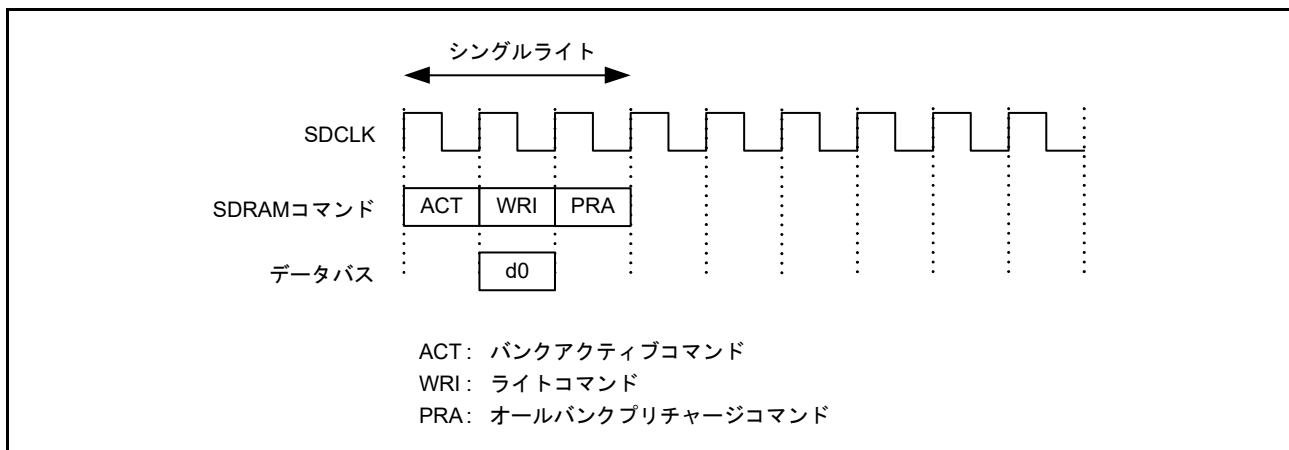 シングルライト
SDCLK
SDRAMコマンド ACT WRI PRA
データバス d0
ACT : バンクアクティブコマンド
WRI : ライトコマンド
PRA : オールバンクプリチャージコマンド